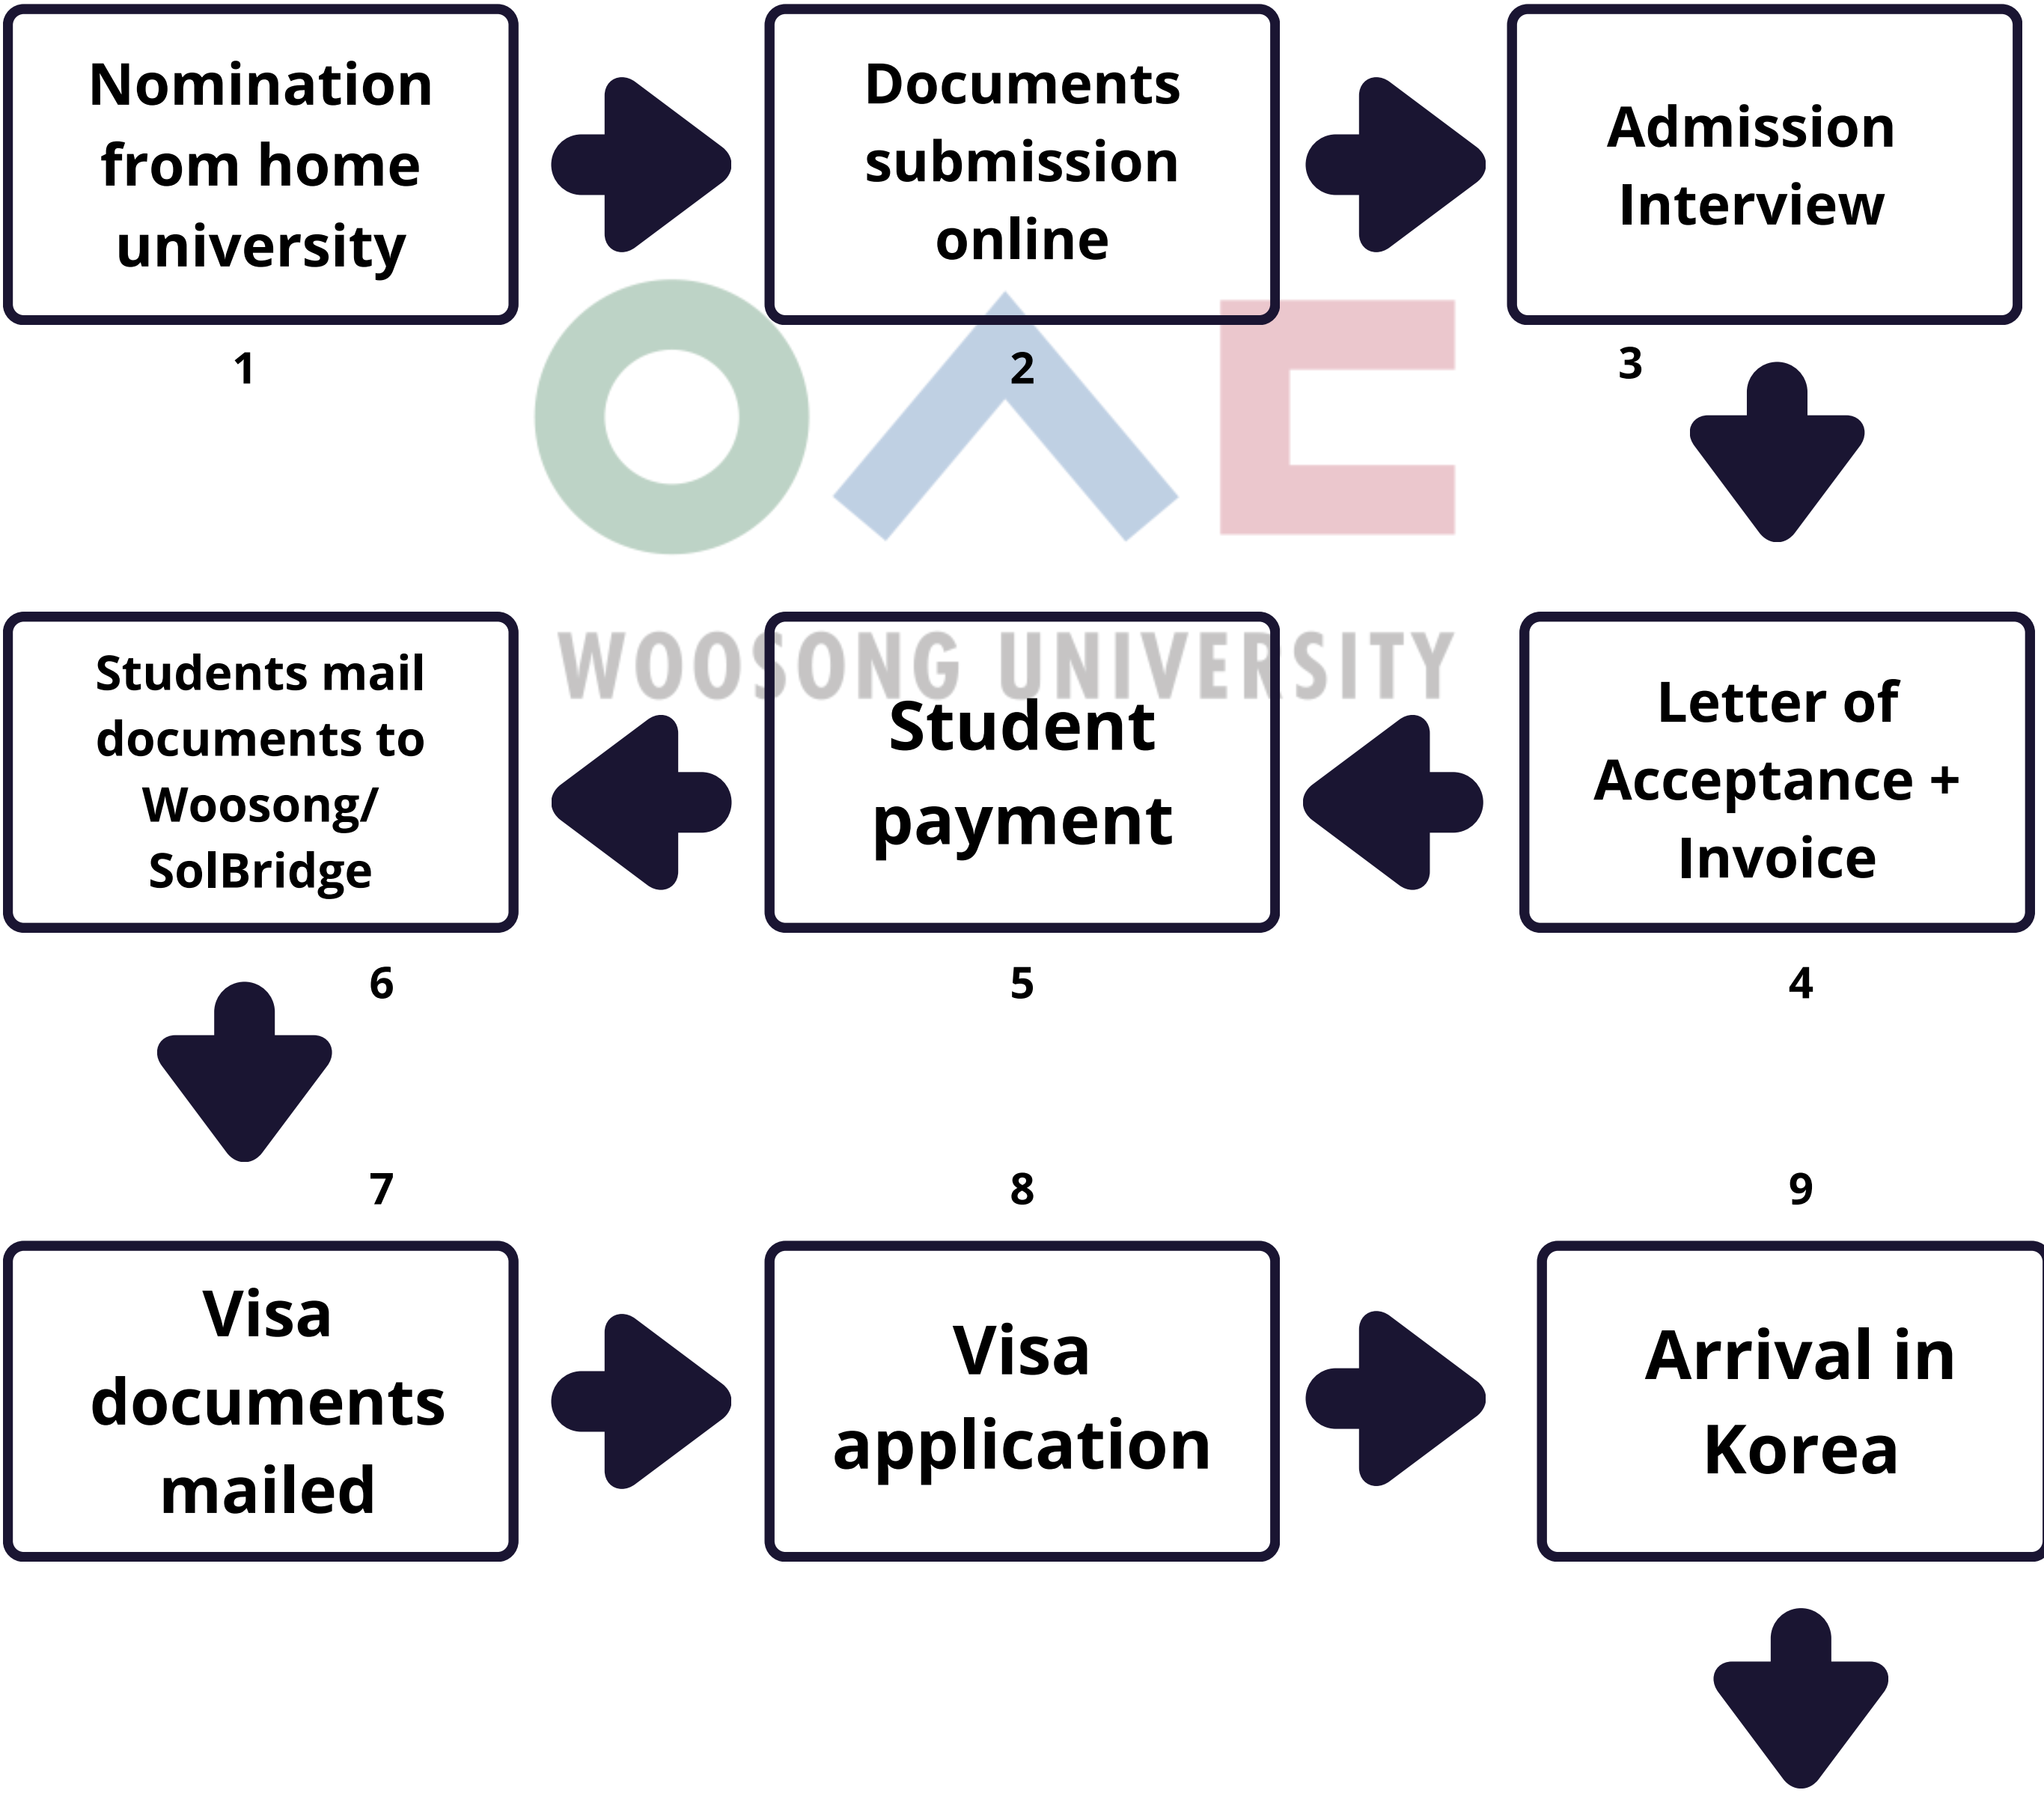 Nomination
from home
university
1
Documents
submission
online
2
Admission
Interview
3
WOOSONG UNIVERSITY
Letter of
Acceptance +
Invoice
4
Student
payment
5
Students mail
documents to
Woosong/
SolBridge
6
7
Visa
documents
mailed
8
Visa
application
9
Arrival in
Korea